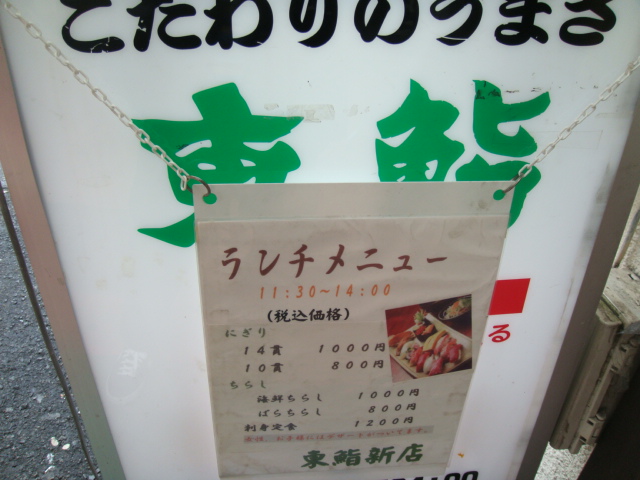 こだわりのうまさ
東鮨
る
ランチメニュー
11:30~14:00
(税込価格)
にぎり
14貫 1000円
10貫 800円
ちらし
海鮮ちらし 1000円
ばらちらし 800円
刺身定食 1200円
東鮨新店